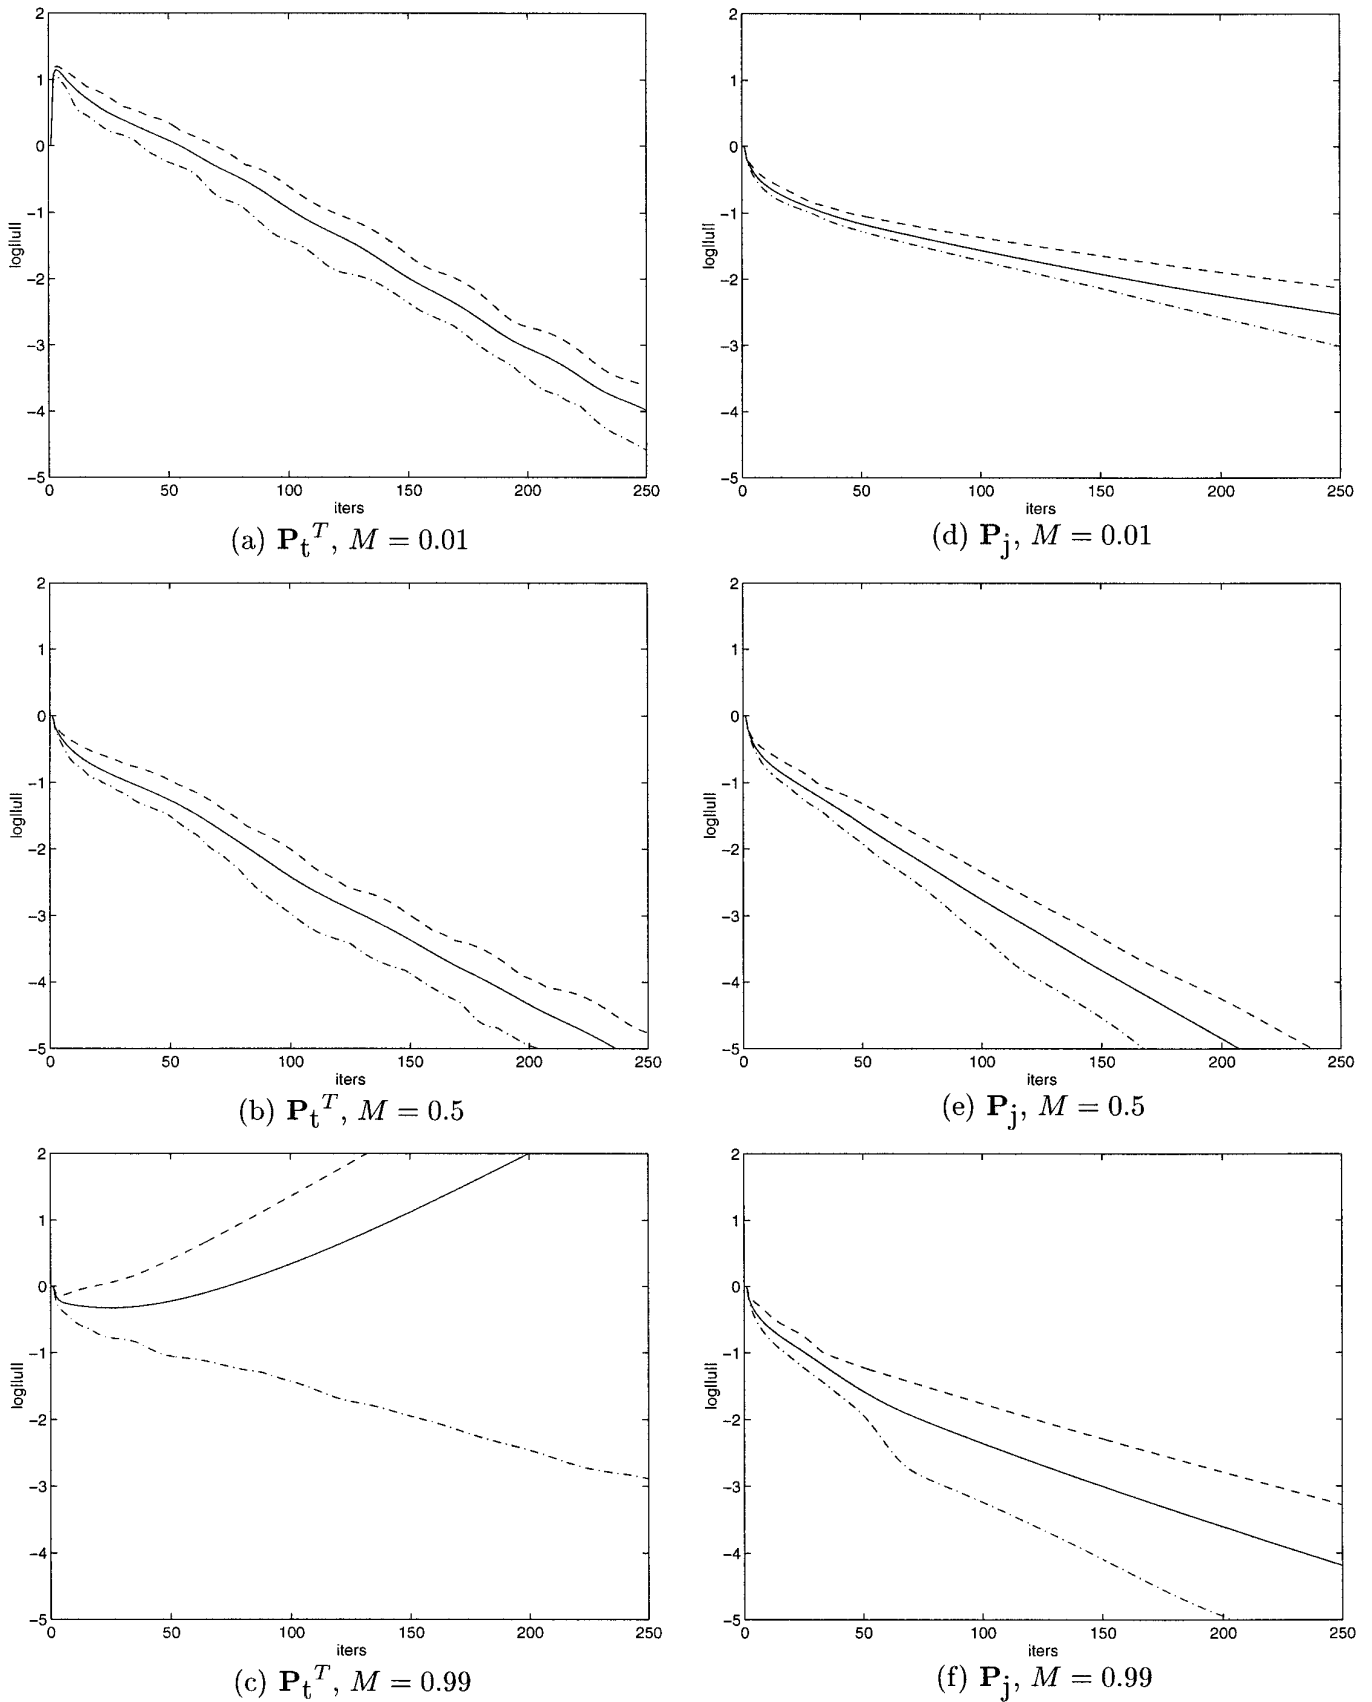 2
1
0
−1
−2
−3
−4
−5
log||u||
0 50 100 150 200 250
iters
(a) P_t^T, M = 0.01
2
1
0
−1
−2
−3
−4
−5
log||u||
0 50 100 150 200 250
iters
(d) P_j, M = 0.01
2
1
0
−1
−2
−3
−4
−5
log||u||
0 50 100 150 200 250
iters
(b) P_t^T, M = 0.5
2
1
0
−1
−2
−3
−4
−5
log||u||
0 50 100 150 200 250
iters
(e) P_j, M = 0.5
2
1
0
−1
−2
−3
−4
−5
log||u||
0 50 100 150 200 250
iters
(c) P_t^T, M = 0.99
2
1
0
−1
−2
−3
−4
−5
log||u||
0 50 100 150 200 250
iters
(f) P_j, M = 0.99